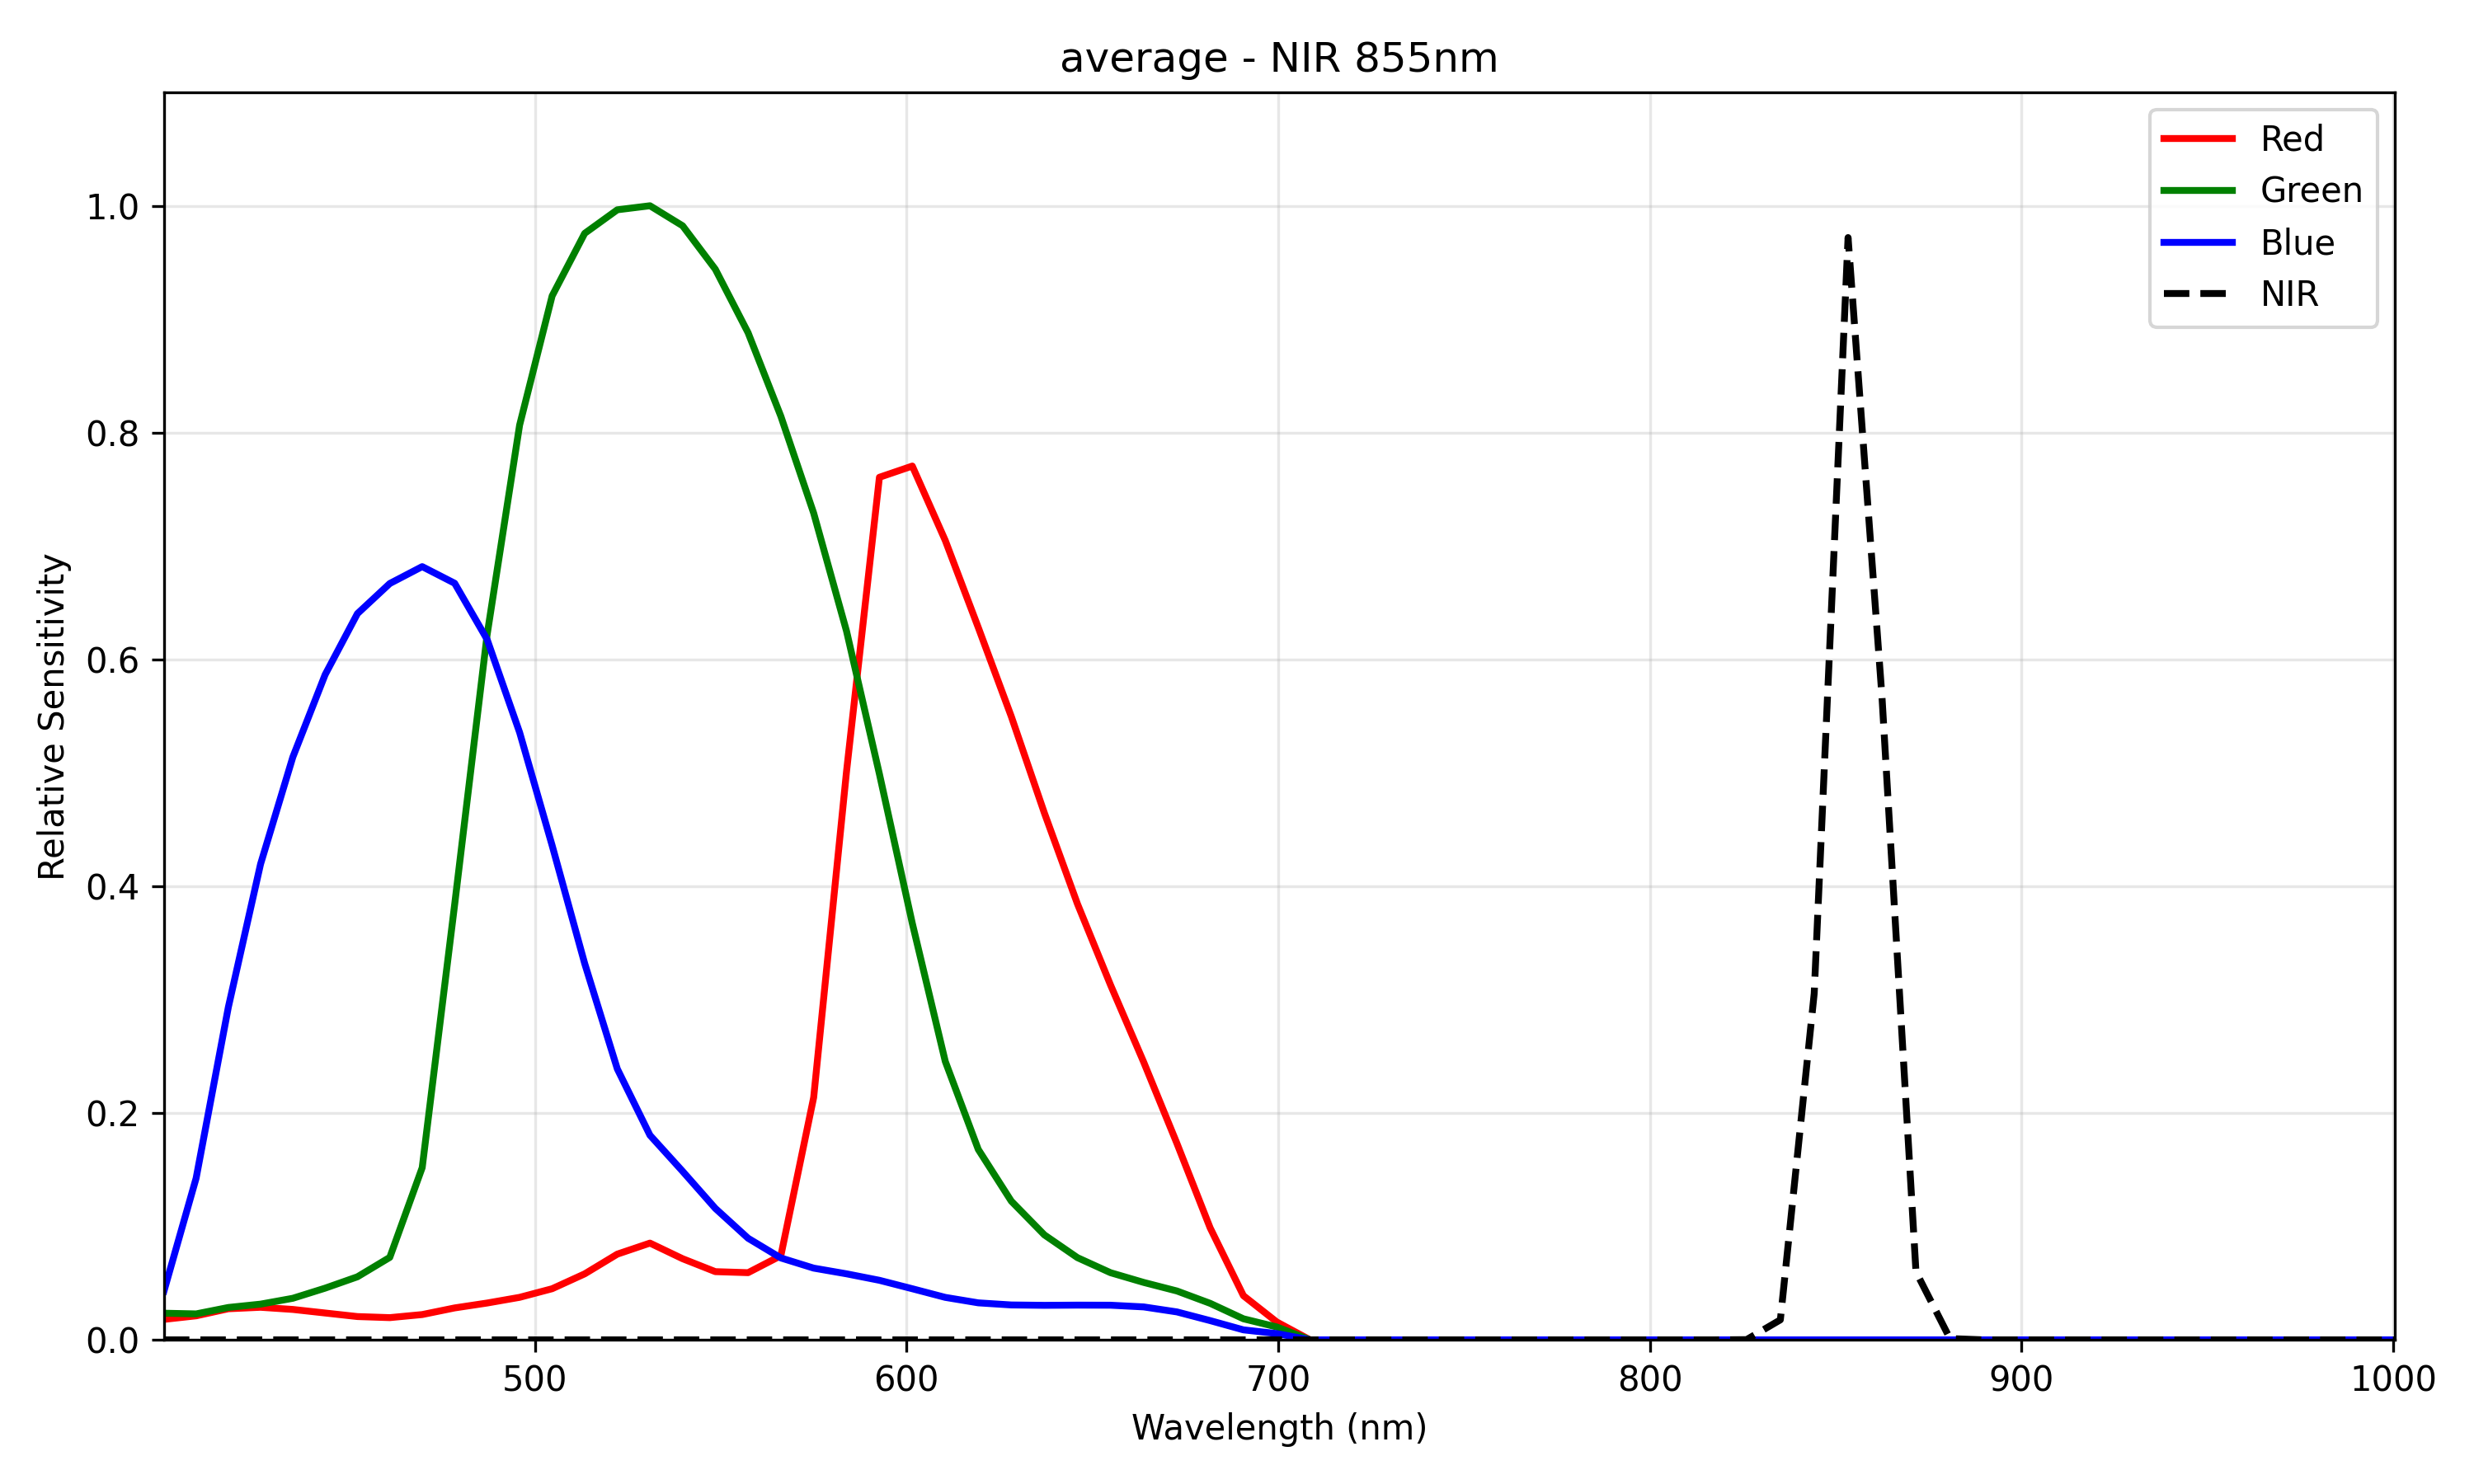 average - NIR 855nm
Red
Green
Blue
NIR
Relative Sensitivity
1.0
0.8
0.6
0.4
0.2
0.0
500 600 700 800 900 1000
Wavelength (nm)